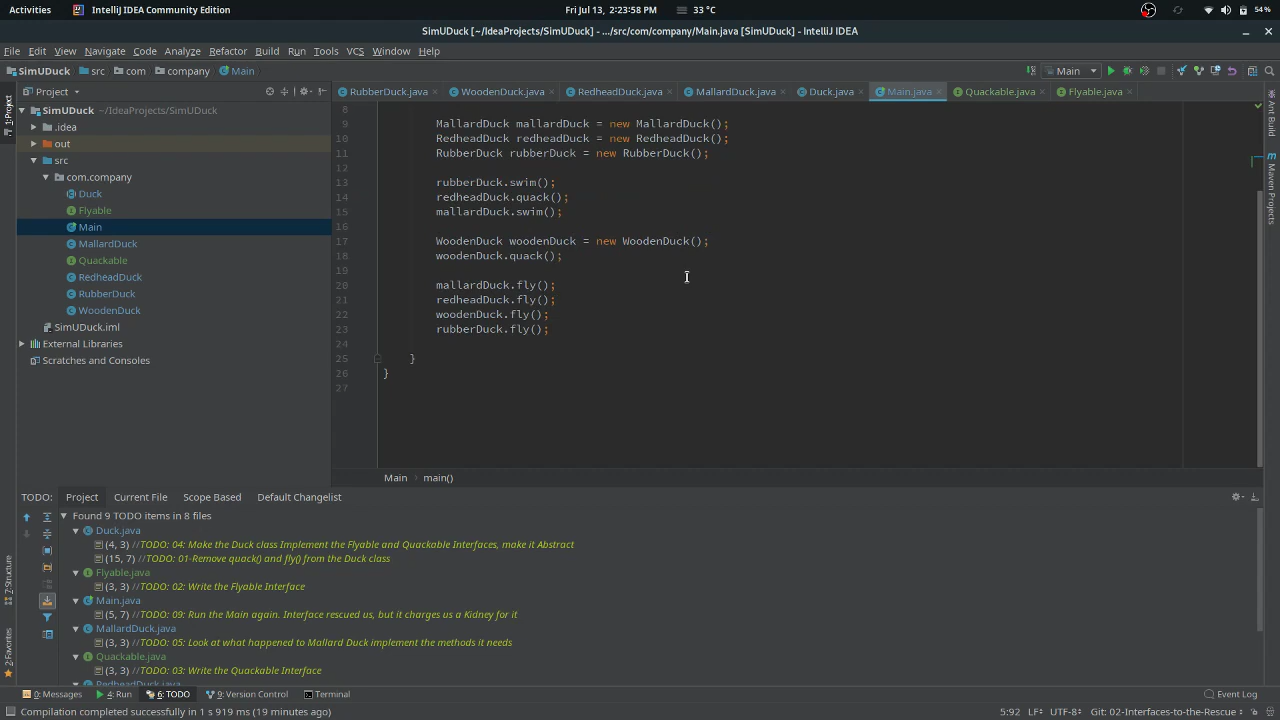 Activities IntelliJ IDEA Community Edition Fri Jul 13, 2:23:58 PM 33 °C 54 %
SimUDuck [~/IdeaProjects/SimUDuck] - .../src/com/company/Main.java [SimUDuck] - IntelliJ IDEA
File Edit View Navigate Code Analyze Refactor Build Run Tools VCS Window Help
SimUDuck src com company Main Main
Project RubberDuck.java WoodenDuck.java RedheadDuck.java MallardDuck.java Duck.java Main.java Quackable.java Flyable.java
1: Project
SimUDuck ~/IdeaProjects/SimUDuck
.idea
out
src
com.company
Duck
Flyable
Main
MallardDuck
Quackable
RedheadDuck
RubberDuck
WoodenDuck
SimUDuck.iml
External Libraries
Scratches and Consoles
8
9 MallardDuck mallardDuck = new MallardDuck();
10 RedheadDuck redheadDuck = new RedheadDuck();
11 RubberDuck rubberDuck = new RubberDuck();
12
13 rubberDuck.swim();
14 redheadDuck.quack();
15 mallardDuck.swim();
16
17 WoodenDuck woodenDuck = new WoodenDuck();
18 woodenDuck.quack();
19
20 mallardDuck.fly();
21 redheadDuck.fly();
22 woodenDuck.fly();
23 rubberDuck.fly();
24
25 }
26 }
27
Main main()
Ant Build
Maven Projects
TODO: Project Current File Scope Based Default Changelist
Found 9 TODO items in 8 files
Duck.java
(4, 3) //TODO: 04: Make the Duck class Implement the Flyable and Quackable Interfaces, make it Abstract
(15, 7) //TODO: 01-Remove quack() and fly() from the Duck class
Flyable.java
(3, 3) //TODO: 02: Write the Flyable Interface
Main.java
(5, 7) //TODO: 09: Run the Main again. Interface rescued us, but it charges us a Kidney for it
MallardDuck.java
(3, 3) //TODO: 05: Look at what happened to Mallard Duck implement the methods it needs
Quackable.java
(3, 3) //TODO: 03: Write the Quackable Interface
RedheadDuck.java
7: Structure
2: Favorites
0: Messages 4: Run 6: TODO 9: Version Control Terminal Event Log
Compilation completed successfully in 1 s 919 ms (19 minutes ago) 5:92 LF UTF-8 Git: 02-Interfaces-to-the-Rescue